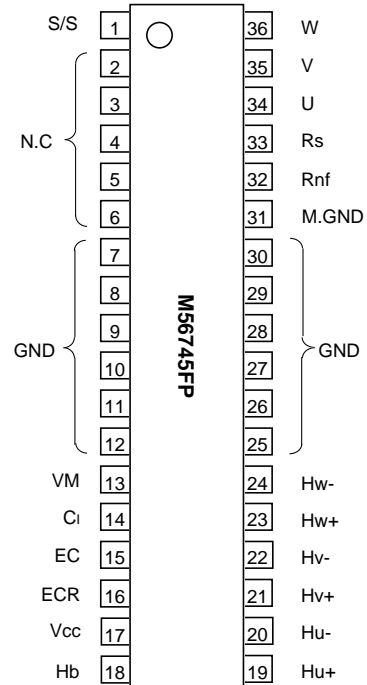 S/S 1 36 W
2 35 V
3 34 U
N.C 4 33 Rs
5 32 Rnf
6 31 M.GND
7 30
8 29
9 28
GND 10 27 GND
11 26
12 25
M56745FP
VM 13 24 Hw-
CI 14 23 Hw+
EC 15 22 Hv-
ECR 16 21 Hv+
Vcc 17 20 Hu-
Hb 18 19 Hu+